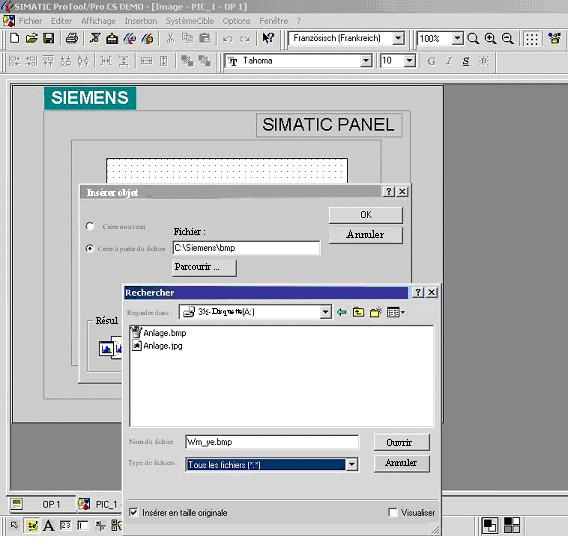 SIMATIC ProTool/Pro CS DEMO - [Image - PIC_1 - OP 1]
Fichier Editer Affichage Insertion SystèmeCible Options Fenêtre ?
Französisch (Frankreich) 100%
Tahoma 10 G I S
SIEMENS
SIMATIC PANEL
Insérer objet
Créer nouveau
OK
Fichier :
Annuler
Créer à partir du fichier
C:\Siemens\bmp
Parcourir ...
Résul
Rechercher
Regarder dans :
3½-Disquette(A:)
Anlage.bmp
Anlage.jpg
Nom du fichier
Wm_ye.bmp
Ouvrir
Type de fichiers :
Tous les fichiers (*.*)
Annuler
Insérer en taille originale
Visualiser
OP 1 PIC_1 -
A